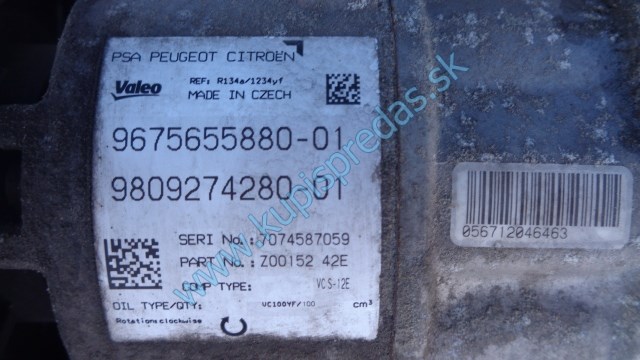 PSA PEUGEOT CITROËN
Valeo
REF: R134a/1234yf
MADE IN CZECH
9675655880-01
9809274280-01
SERI No.:7074587059
PART No.: Z00152 42E
COMP TYPE: VCS-12E
OIL TYPE/QTY: VC100YF/100 cm³
Rotation:clockwise
056712046463
www.kupispredas.sk